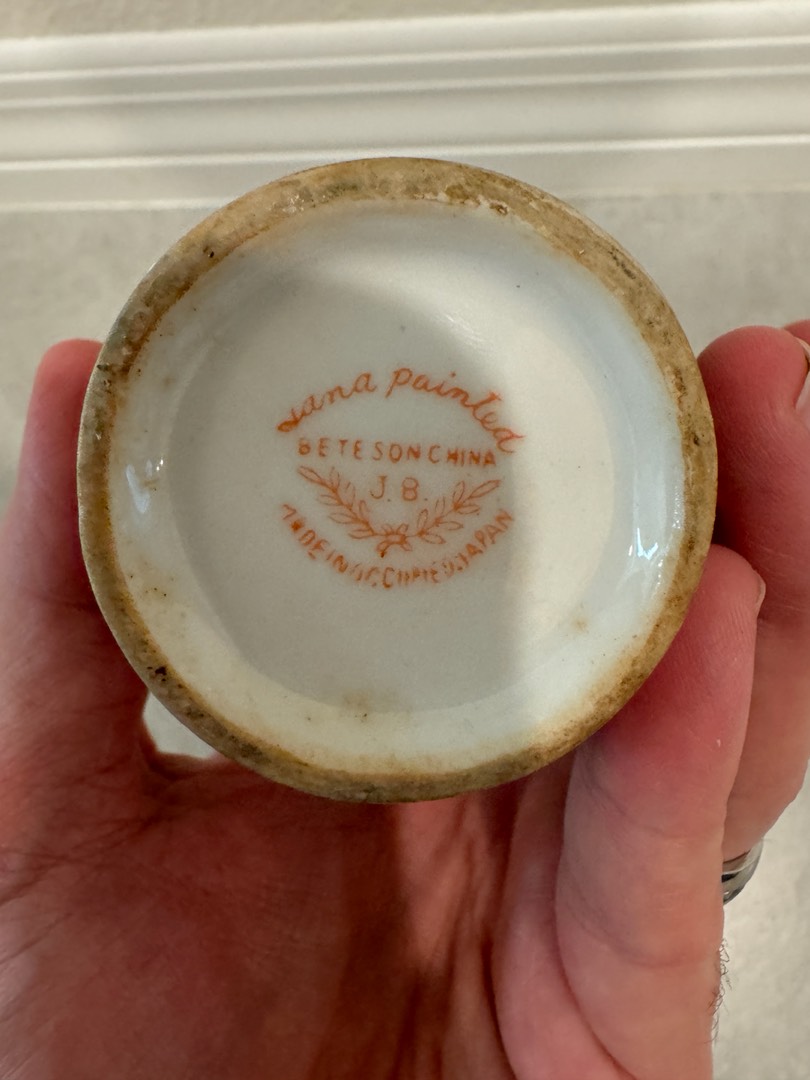 Hand painted
BETESON CHINA
J.B.
MADE IN OCCUPIED JAPAN